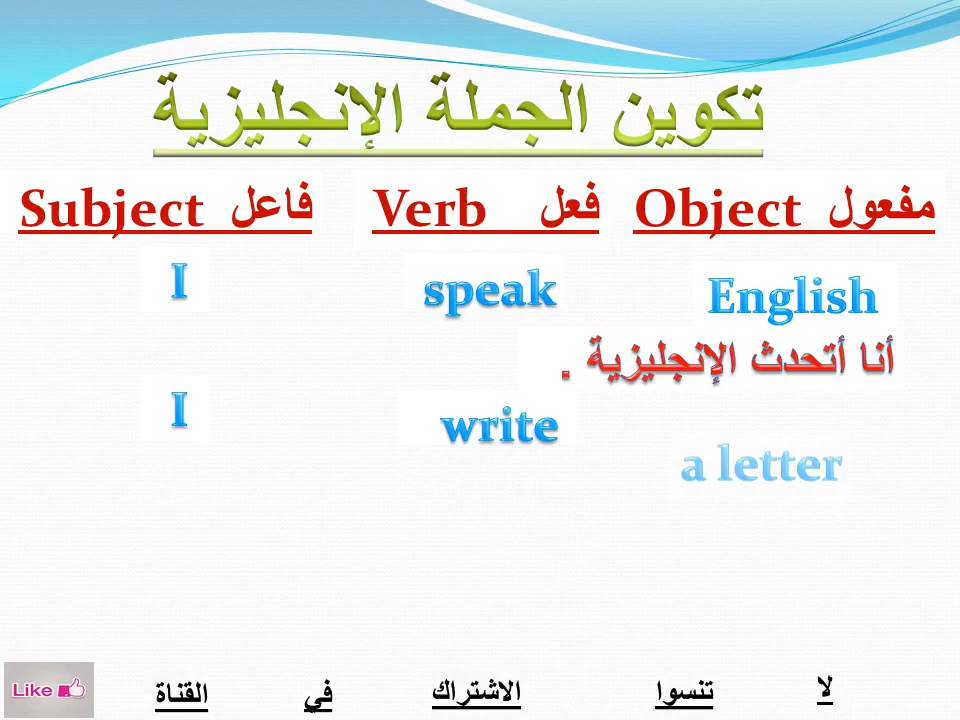 تكوين الجملة الإنجليزية
Subject فاعل Verb فعل Object مفعول
I speak English
أنا أتحدث الإنجليزية .
I write a letter
لا تنسوا الاشتراك في القناة
Like